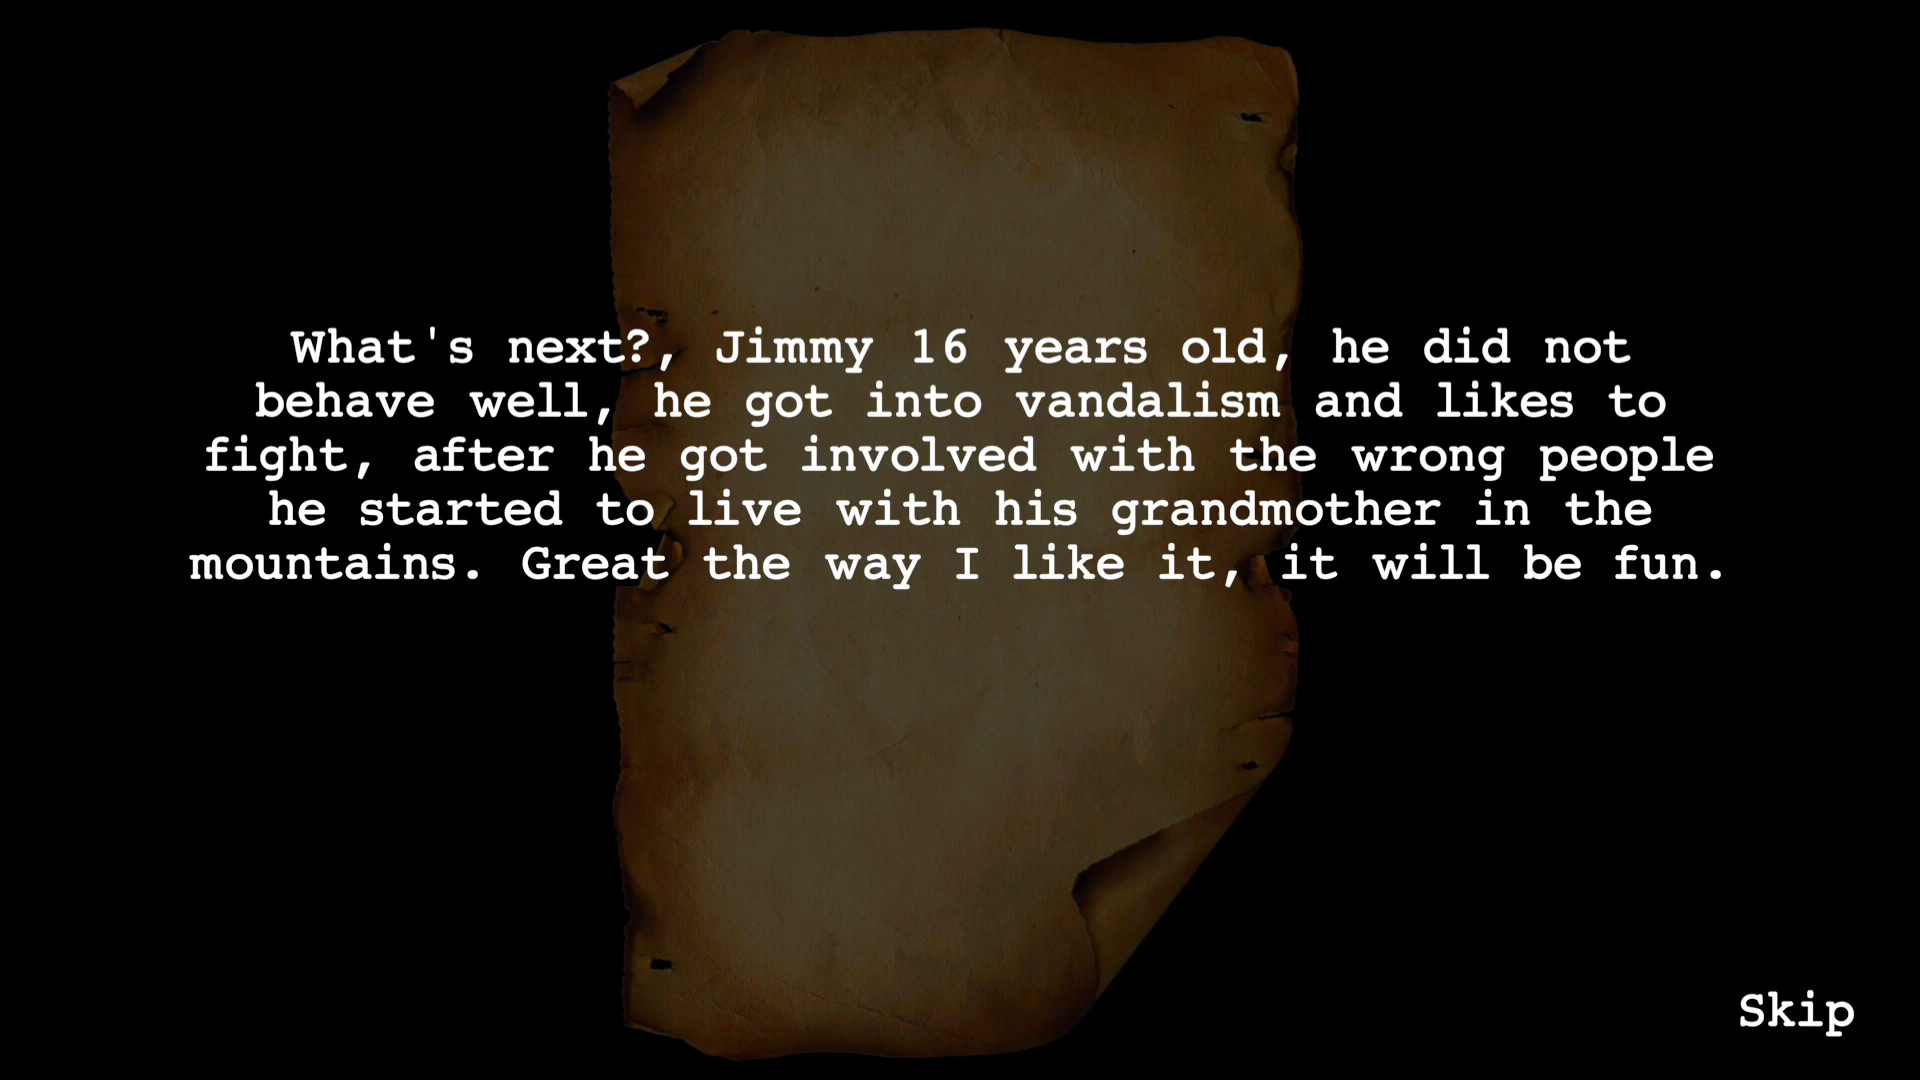 What's next?, Jimmy 16 years old, he did not
behave well, he got into vandalism and likes to
fight, after he got involved with the wrong people
he started to live with his grandmother in the
mountains. Great the way I like it, it will be fun.
Skip